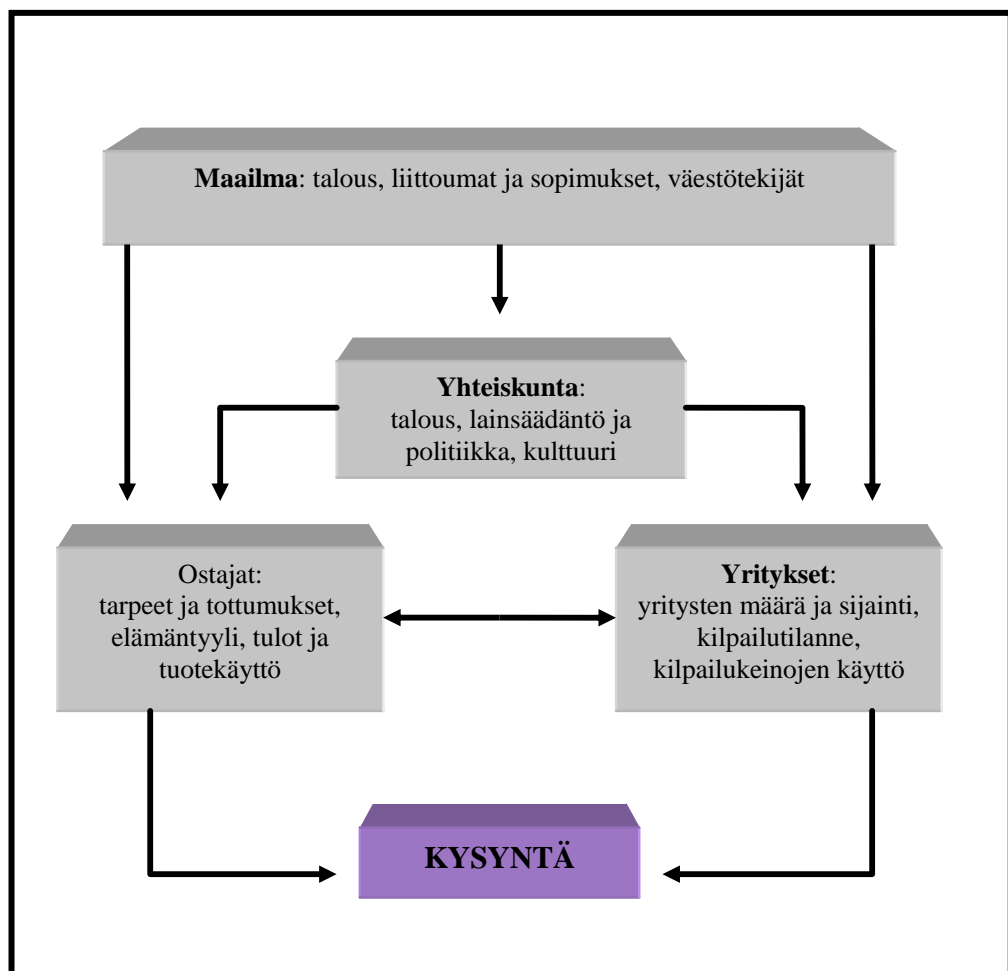 Maailma: talous, liittoumat ja sopimukset, väestötekijät
Yhteiskunta:
talous, lainsäädäntö ja
politiikka, kulttuuri
Ostajat:
tarpeet ja tottumukset,
elämäntyyli, tulot ja
tuotekäyttö
Yritykset:
yritysten määrä ja sijainti,
kilpailutilanne,
kilpailukeinojen käyttö
KYSYNTÄ